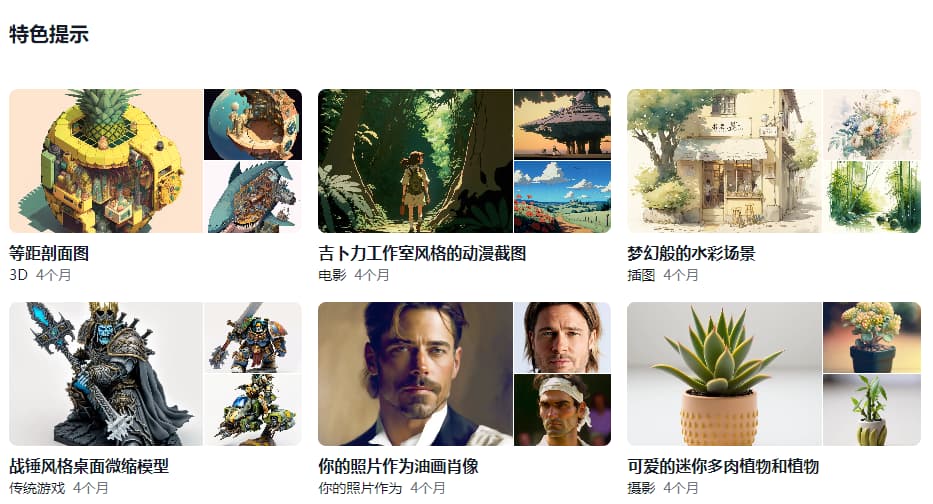 特色提示
等距剖面图
3D 4个月
吉卜力工作室风格的动漫截图
电影 4个月
梦幻般的水彩场景
插图 4个月
战锤风格桌面微缩模型
传统游戏 4个月
你的照片作为油画肖像
你的照片作为 4个月
可爱的迷你多肉植物和植物
摄影 4个月